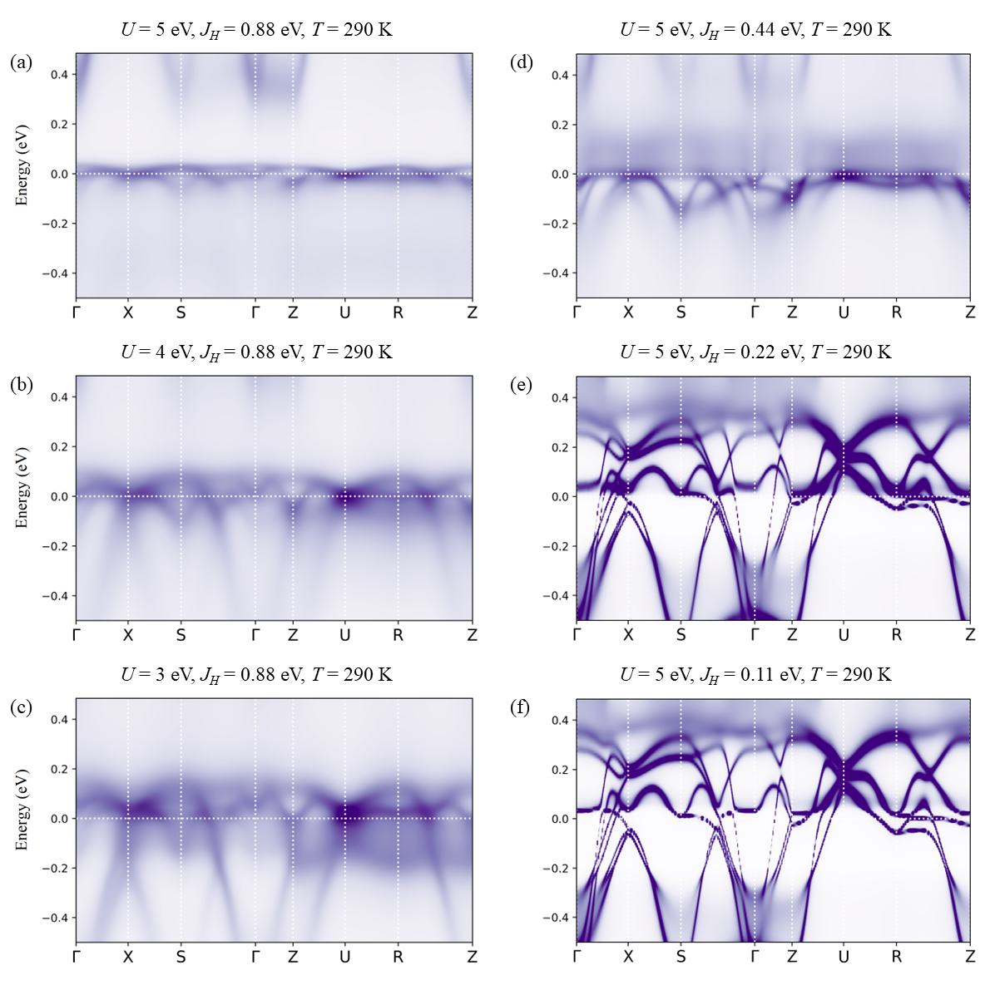 U = 5 eV, J_H = 0.88 eV, T = 290 K
(a)
Energy (eV)
0.4
0.2
0.0
−0.2
−0.4
Γ X S Γ Z U R Z
U = 5 eV, J_H = 0.44 eV, T = 290 K
(d)
0.4
0.2
0.0
−0.2
−0.4
Γ X S Γ Z U R Z
U = 4 eV, J_H = 0.88 eV, T = 290 K
(b)
Energy (eV)
0.4
0.2
0.0
−0.2
−0.4
Γ X S Γ Z U R Z
U = 5 eV, J_H = 0.22 eV, T = 290 K
(e)
0.4
0.2
0.0
−0.2
−0.4
Γ X S Γ Z U R Z
U = 3 eV, J_H = 0.88 eV, T = 290 K
(c)
Energy (eV)
0.4
0.2
0.0
−0.2
−0.4
Γ X S Γ Z U R Z
U = 5 eV, J_H = 0.11 eV, T = 290 K
(f)
0.4
0.2
0.0
−0.2
−0.4
Γ X S Γ Z U R Z